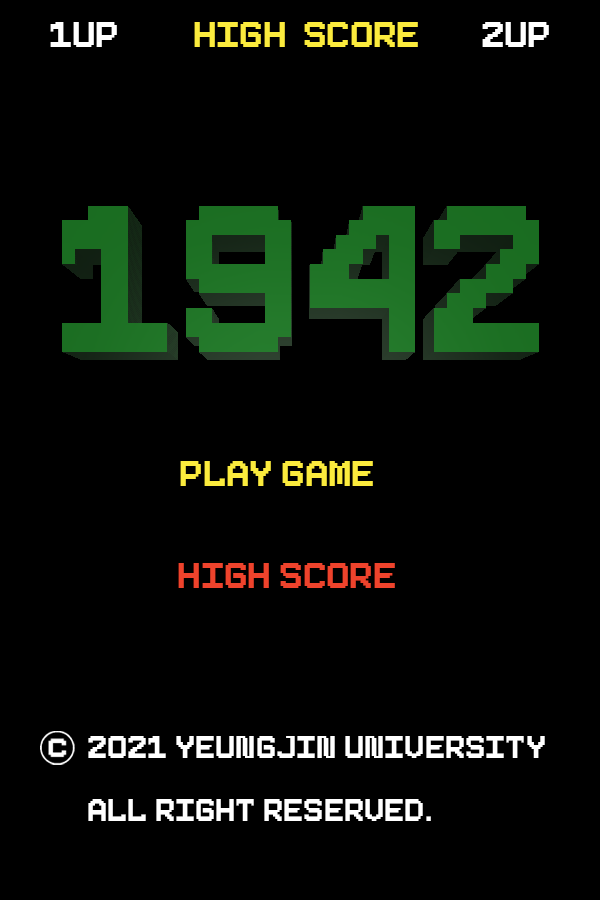 1UP HIGH SCORE 2UP
1942
PLAY GAME
HIGH SCORE
© 2021 YEUNGJIN UNIVERSITY
ALL RIGHT RESERVED.